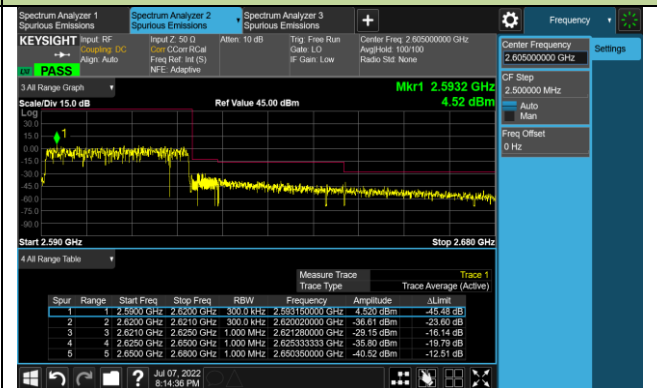 Spectrum Analyzer 1
Spurious Emissions
Spectrum Analyzer 2
Spurious Emissions
Spectrum Analyzer 3
Spurious Emissions
+
Frequency
KEYSIGHT
Input: RF
Coupling: DC
Align: Auto
Input Z: 50 Ω
Corr CCorr RCal
Freq Ref: Int (S)
NFE: Adaptive
Atten: 10 dB
Trig: Free Run
Gate: LO
IF Gain: Low
Center Freq: 2.605000000 GHz
Avg|Hold: 100/100
Radio Std: None
PASS
Center Frequency
2.605000000 GHz
Settings
CF Step
2.500000 MHz
Auto
Man
Freq Offset
0 Hz
3 All Range Graph
Mkr1 2.5932 GHz
4.52 dBm
Scale/Div 15.0 dB
Ref Value 45.00 dBm
Log
30.0
15.0
0.00
-15.0
-30.0
-45.0
-60.0
-75.0
-90.0
1
Start 2.590 GHz
Stop 2.680 GHz
4 All Range Table
Measure Trace Trace 1
Trace Type Trace Average (Active)
Spur Range Start Freq Stop Freq RBW Frequency Amplitude ΔLimit
1 1 2.5900 GHz 2.6200 GHz 300.0 kHz 2.593150000 GHz 4.520 dBm -45.48 dB
2 2 2.6200 GHz 2.6210 GHz 300.0 kHz 2.620020000 GHz -36.61 dBm -23.60 dB
3 3 2.6210 GHz 2.6250 GHz 1.000 MHz 2.621280000 GHz -29.15 dBm -16.14 dB
4 4 2.6250 GHz 2.6500 GHz 1.000 MHz 2.625333333 GHz -35.80 dBm -19.79 dB
5 5 2.6500 GHz 2.6800 GHz 1.000 MHz 2.650350000 GHz -40.52 dBm -12.51 dB
?
Jul 07, 2022
8:14:36 PM